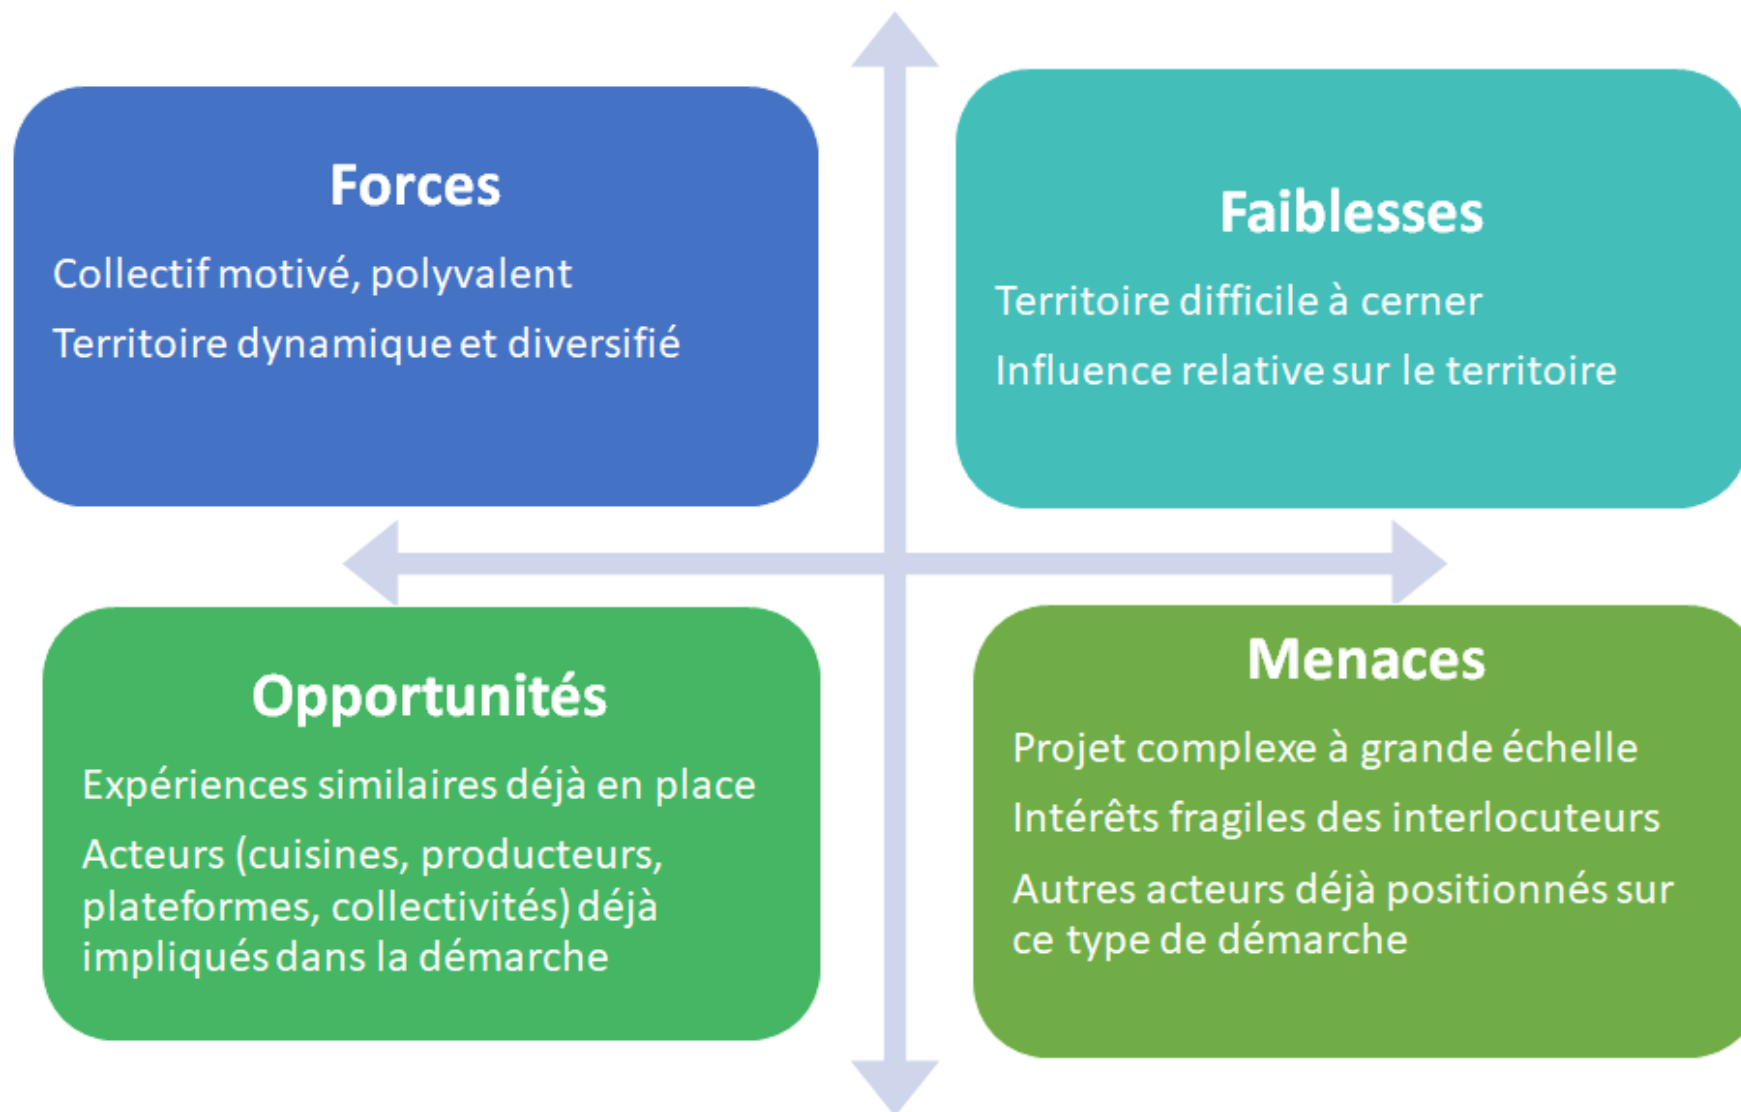 Forces
Collectif motivé, polyvalent
Territoire dynamique et diversifié
Faiblesses
Territoire difficile à cerner
Influence relative sur le territoire
Opportunités
Expériences similaires déjà en place
Acteurs (cuisines, producteurs,
plateformes, collectivités) déjà
impliqués dans la démarche
Menaces
Projet complexe à grande échelle
Intérêts fragiles des interlocuteurs
Autres acteurs déjà positionnés sur
ce type de démarche